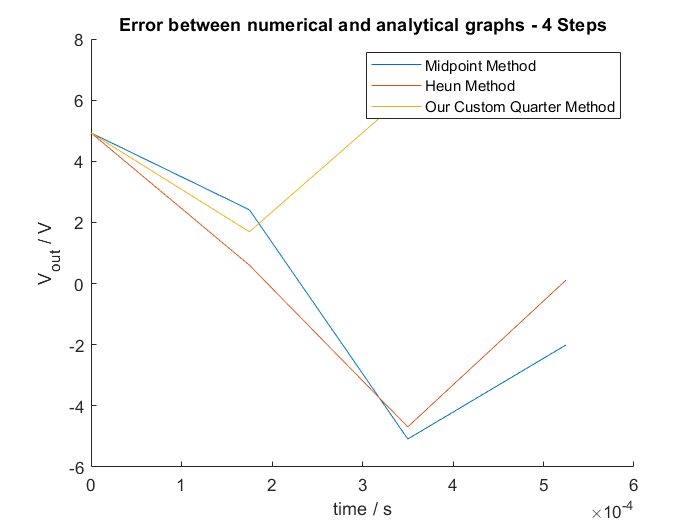 Error between numerical and analytical graphs - 4 Steps
8
6
4
2
0
-2
-4
-6
V_out / V
Midpoint Method
Heun Method
Our Custom Quarter Method
0 1 2 3 4 5 6
time / s
×10^-4